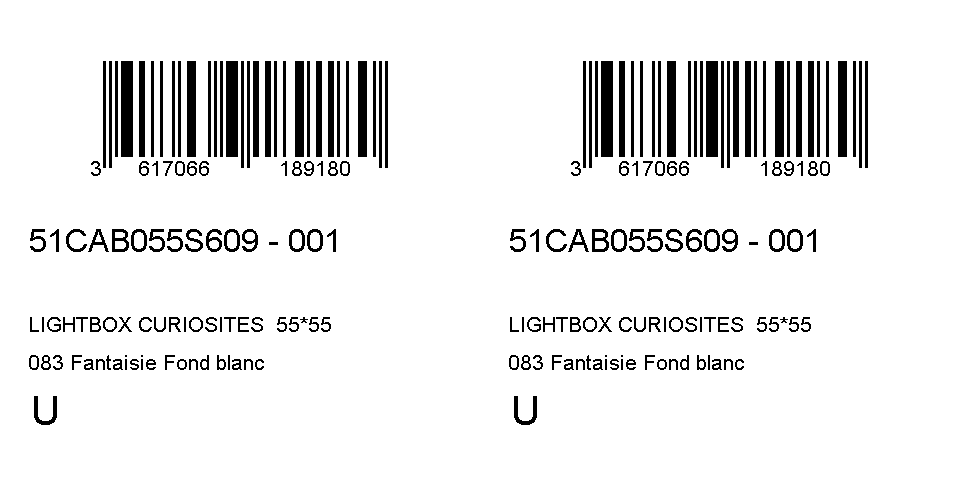 3 617066 189180
51CAB055S609 - 001
LIGHTBOX CURIOSITES  55*55
083 Fantaisie Fond blanc
U
3 617066 189180
51CAB055S609 - 001
LIGHTBOX CURIOSITES  55*55
083 Fantaisie Fond blanc
U